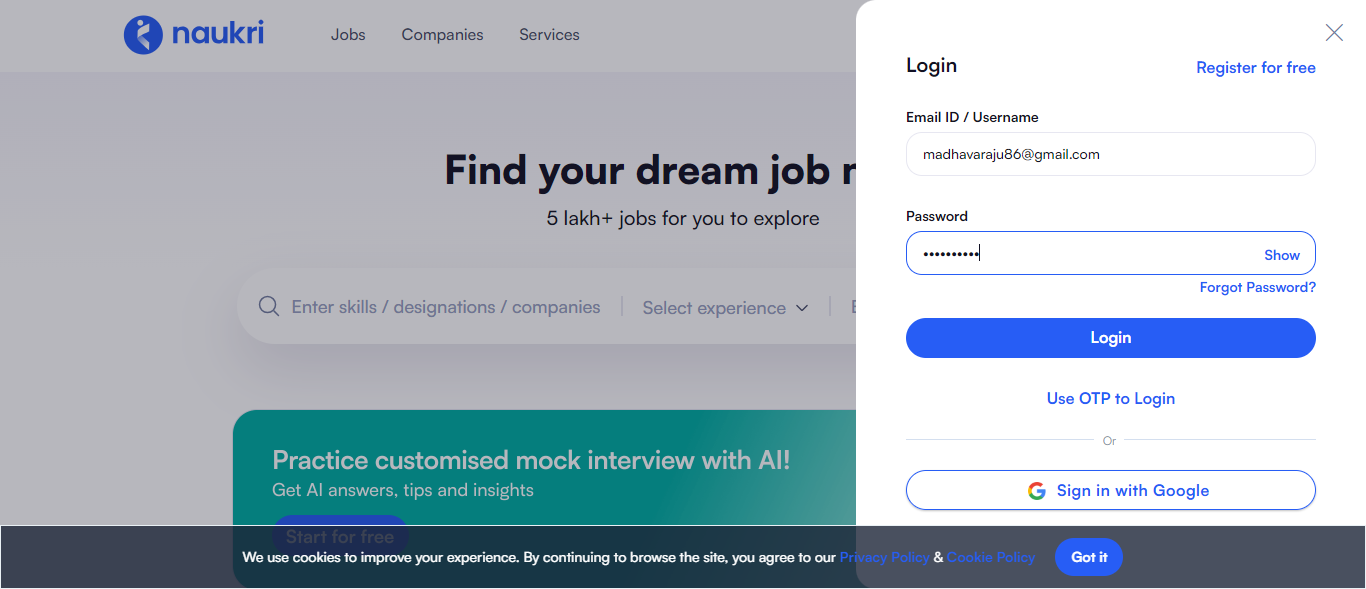 naukri
Jobs
Companies
Services
Find your dream job
5 lakh+ jobs for you to explore
Enter skills / designations / companies
Select experience
Practice customised mock interview with AI!
Get AI answers, tips and insights
Start for free
Login
Register for free
Email ID / Username
madhavaraju86@gmail.com
Password
••••••••••
Show
Forgot Password?
Login
Use OTP to Login
Or
Sign in with Google
We use cookies to improve your experience. By continuing to browse the site, you agree to our Privacy Policy & Cookie Policy
Got it